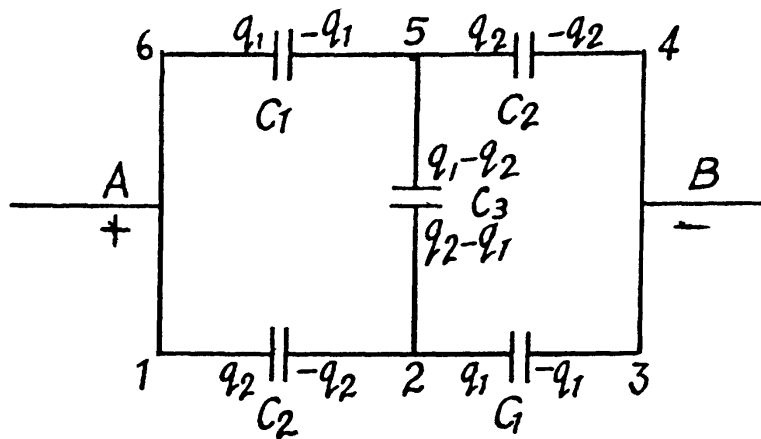 6 q₁ -q₁ 5 q₂ -q₂ 4
C₁ C₂
q₁-q₂
A B
C₃
+ −
q₂-q₁
1 q₂ -q₂ 2 q₁ -q₁ 3
C₂ C₁